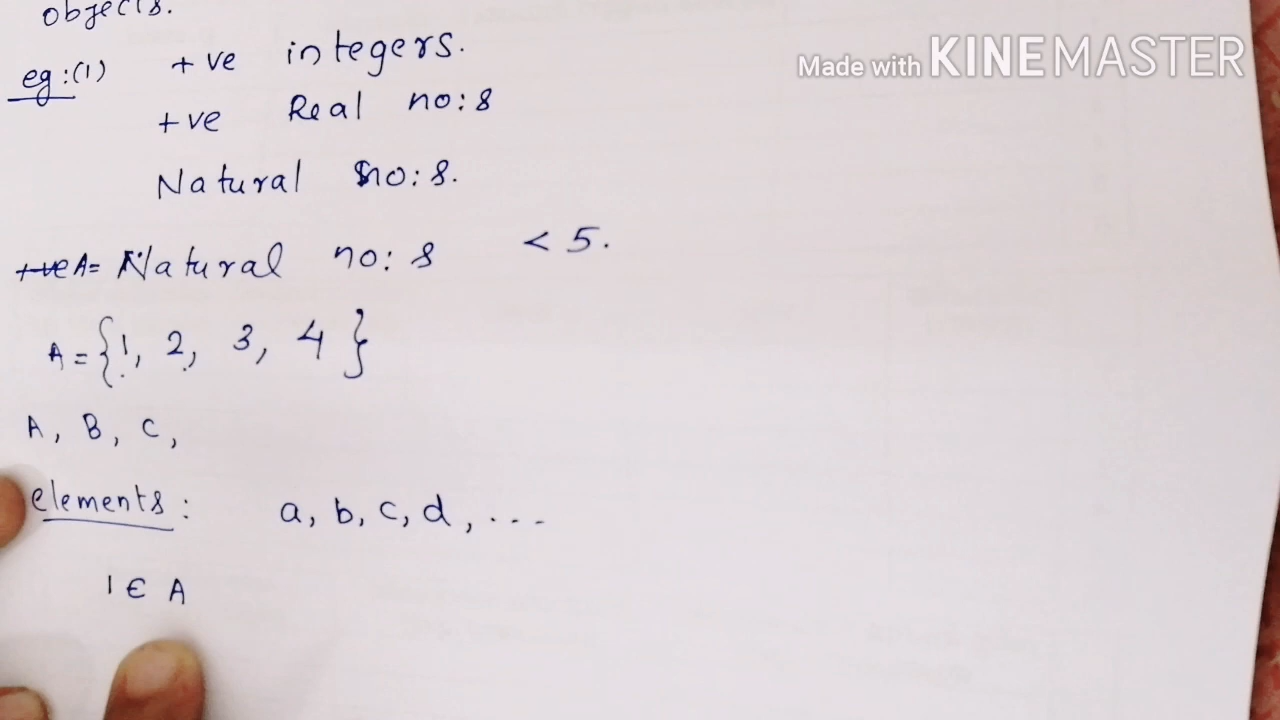 objects.
Made with KINEMASTER
eg:(1) +ve integers.
+ve Real no:s
Natural no:s.
+ve A= Natural no:s < 5.
A = {1, 2, 3, 4}
A, B, C,
elements: a, b, c, d, ...
1 ∈ A